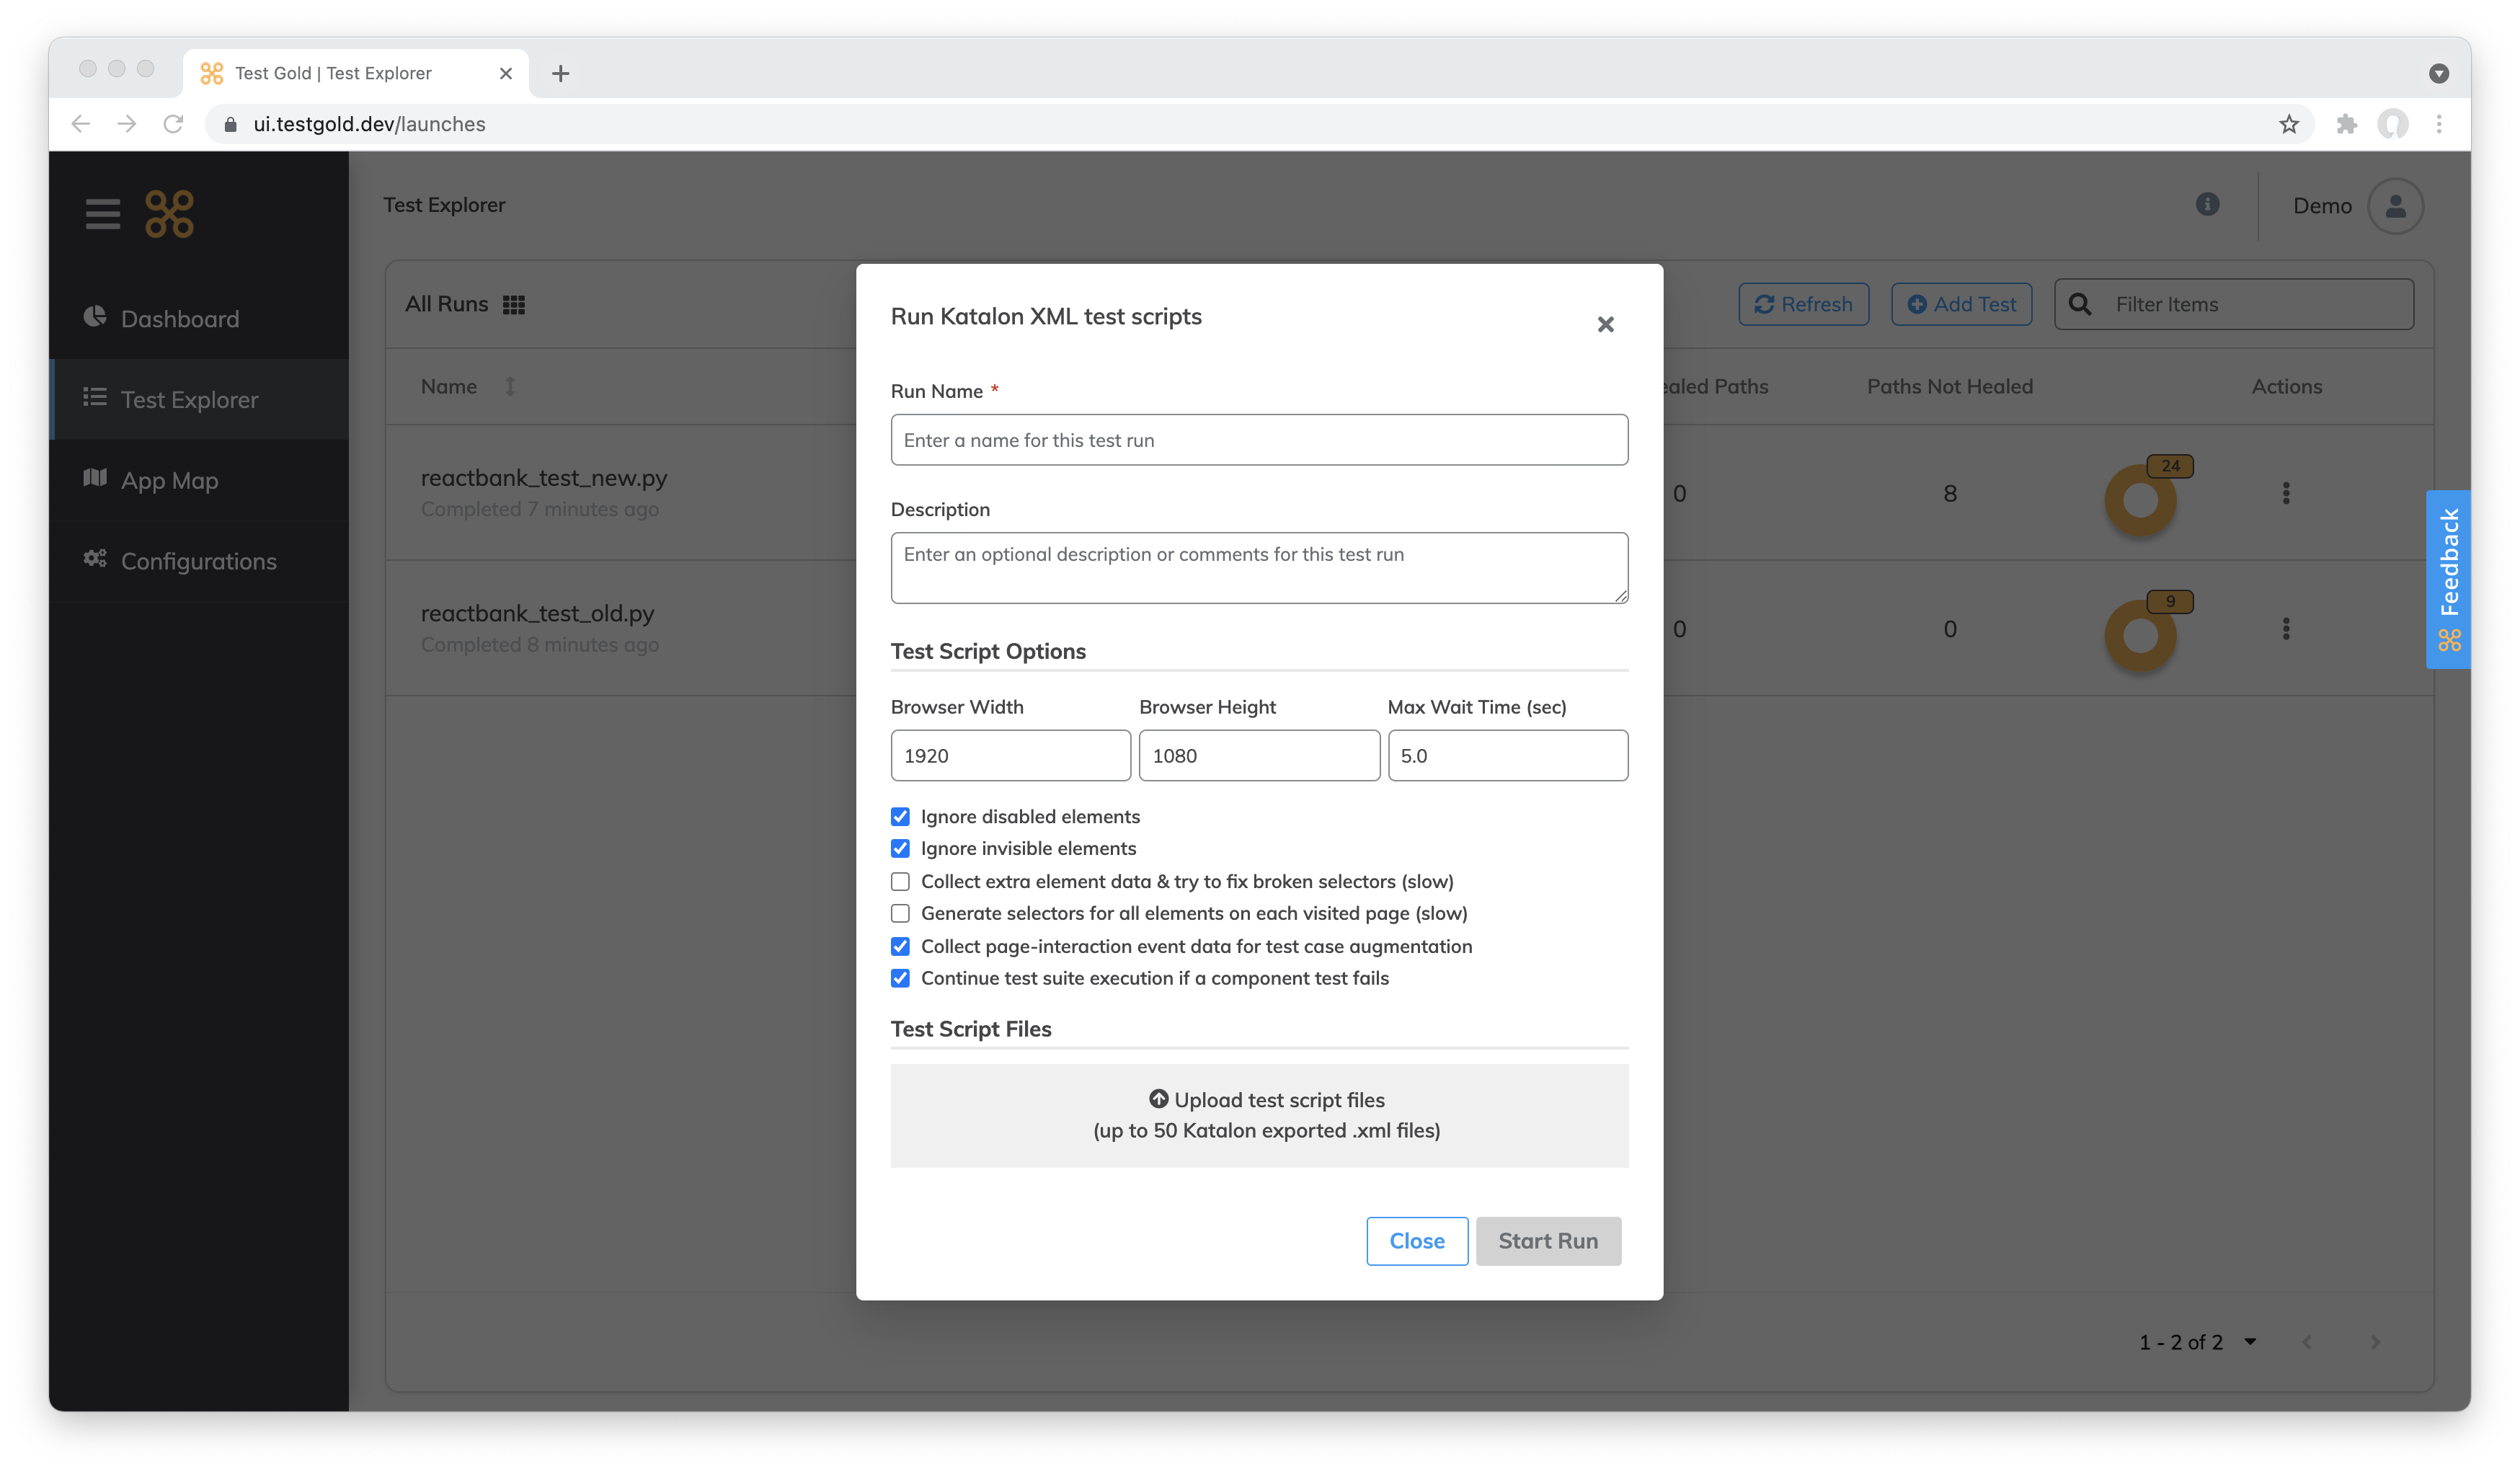 Test Gold | Test Explorer
ui.testgold.dev/launches
Test Explorer
Demo
Dashboard
Test Explorer
App Map
Configurations
All Runs
Refresh
Add Test
Filter Items
Name
ealed Paths
Paths Not Healed
Actions
reactbank_test_new.py
Completed 7 minutes ago
0
8
24
reactbank_test_old.py
Completed 8 minutes ago
0
0
9
1 - 2 of 2
Feedback
Run Katalon XML test scripts
Run Name *
Enter a name for this test run
Description
Enter an optional description or comments for this test run
Test Script Options
Browser Width
Browser Height
Max Wait Time (sec)
1920
1080
5.0
Ignore disabled elements
Ignore invisible elements
Collect extra element data & try to fix broken selectors (slow)
Generate selectors for all elements on each visited page (slow)
Collect page-interaction event data for test case augmentation
Continue test suite execution if a component test fails
Test Script Files
Upload test script files
(up to 50 Katalon exported .xml files)
Close
Start Run